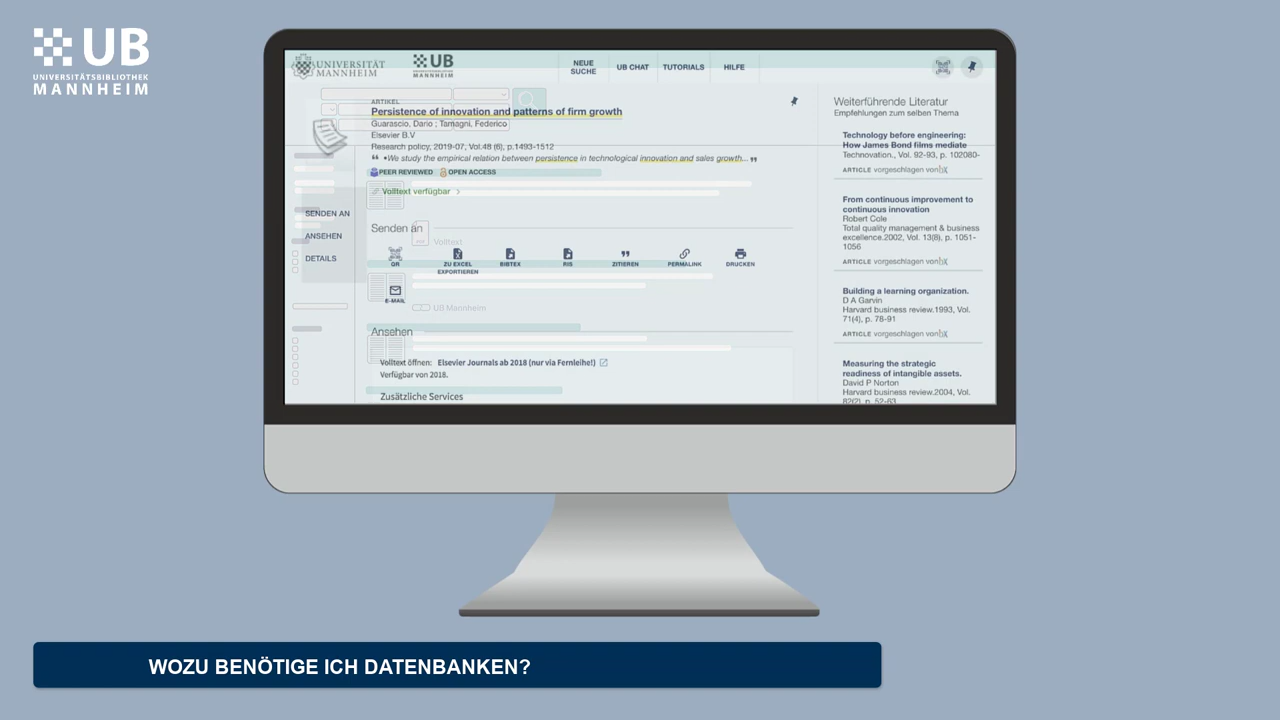 UB
UNIVERSITÄTSBIBLIOTHEK
MANNHEIM
UNIVERSITÄT
MANNHEIM
UB
MANNHEIM
NEUE
SUCHE
UB CHAT
TUTORIALS
HILFE
ARTIKEL
Persistence of innovation and patterns of firm growth
Guarascio, Dario ; Tamagni, Federico
Elsevier B.V
Research policy, 2019-07, Vol.48 (6), p.1493-1512
“ •We study the empirical relation between persistence in technological innovation and sales growth... ”
PEER REVIEWED
OPEN ACCESS
Volltext verfügbar >
SENDEN AN
ANSEHEN
DETAILS
Senden an
Volltext
QR
ZU EXCEL
EXPORTIEREN
BIBTEX
RIS
ZITIEREN
PERMALINK
DRUCKEN
E-MAIL
UB Mannheim
Ansehen
Volltext öffnen: Elsevier Journals ab 2018 (nur via Fernleihe!)
Verfügbar von 2018.
Zusätzliche Services
Weiterführende Literatur
Empfehlungen zum selben Thema
Technology before engineering:
How James Bond films mediate
Technovation., Vol. 92-93, p. 102080-
ARTICLE vorgeschlagen von bX
From continuous improvement to
continuous innovation
Robert Cole
Total quality management & business
excellence.2002, Vol. 13(8), p. 1051-
1056
ARTICLE vorgeschlagen von bX
Building a learning organization.
D A Garvin
Harvard business review.1993, Vol.
71(4), p. 78-91
ARTICLE vorgeschlagen von bX
Measuring the strategic
readiness of intangible assets.
David P Norton
Harvard business review.2004, Vol.
82(2), p. 52-63
WOZU BENÖTIGE ICH DATENBANKEN?